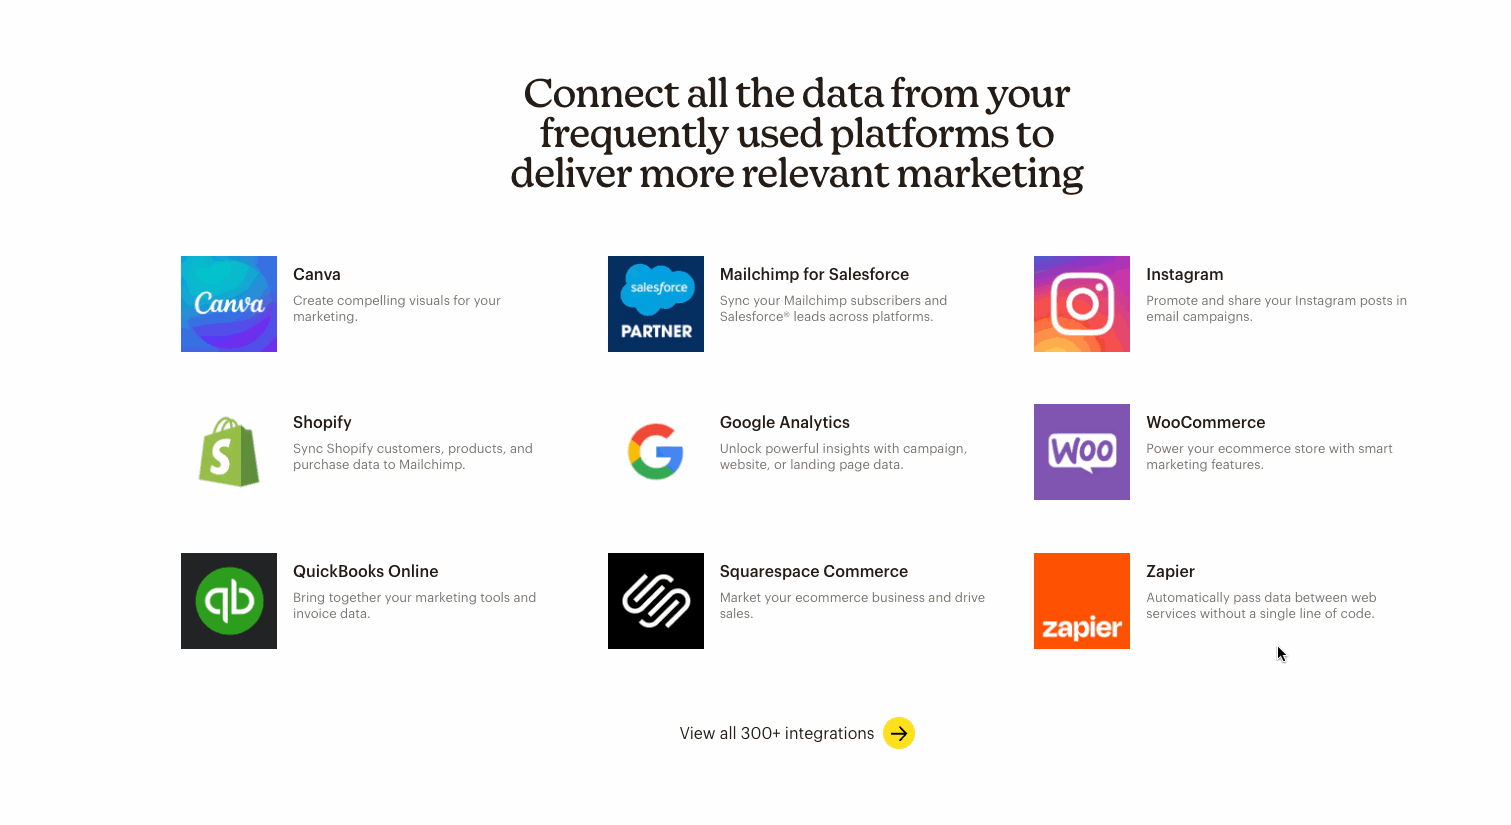 Connect all the data from your
frequently used platforms to
deliver more relevant marketing
Canva
Canva
Create compelling visuals for your
marketing.
salesforce
PARTNER
Mailchimp for Salesforce
Sync your Mailchimp subscribers and
Salesforce® leads across platforms.
Instagram
Promote and share your Instagram posts in
email campaigns.
S
Shopify
Sync Shopify customers, products, and
purchase data to Mailchimp.
G
Google Analytics
Unlock powerful insights with campaign,
website, or landing page data.
Woo
WooCommerce
Power your ecommerce store with smart
marketing features.
qb
QuickBooks Online
Bring together your marketing tools and
invoice data.
Squarespace Commerce
Market your ecommerce business and drive
sales.
zapier
Zapier
Automatically pass data between web
services without a single line of code.
View all 300+ integrations